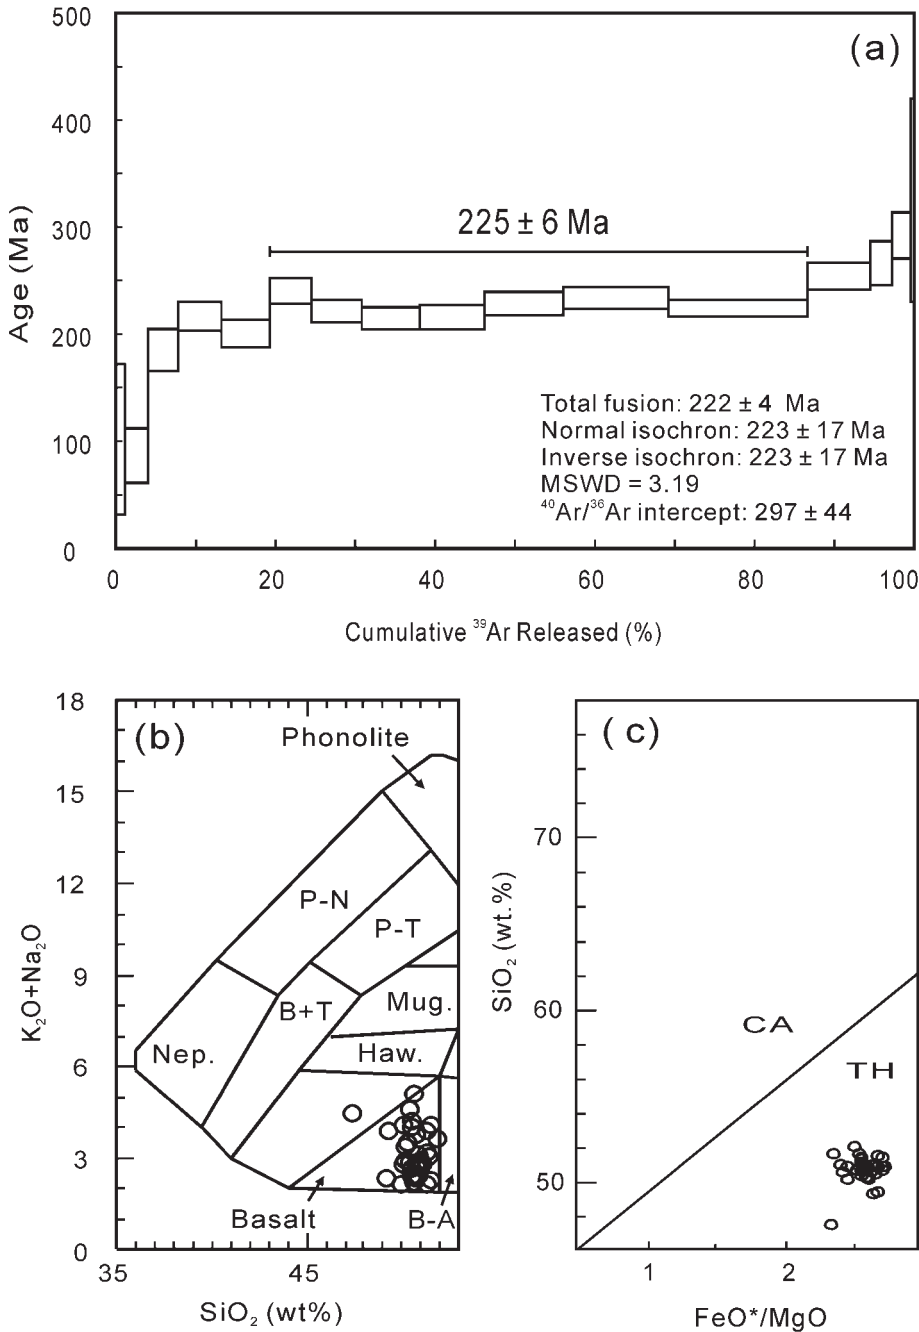 500
(a)
400
300
225 ± 6 Ma
Age (Ma)
200
Total fusion: 222 ± 4 Ma
Normal isochron: 223 ± 17 Ma
100
Inverse isochron: 223 ± 17 Ma
MSWD = 3.19
⁴⁰Ar/³⁶Ar intercept: 297 ± 44
0
0 20 40 60 80 100
Cumulative ³⁹Ar Released (%)
18
(b)
Phonolite
15
12
P-N
P-T
K₂O+Na₂O
9
B+T
Mug.
Nep.
Haw.
6
3
Basalt
B-A
0
35 45
SiO₂ (wt%)
(c)
70
SiO₂ (wt.%)
60
CA
TH
50
1 2
FeO*/MgO